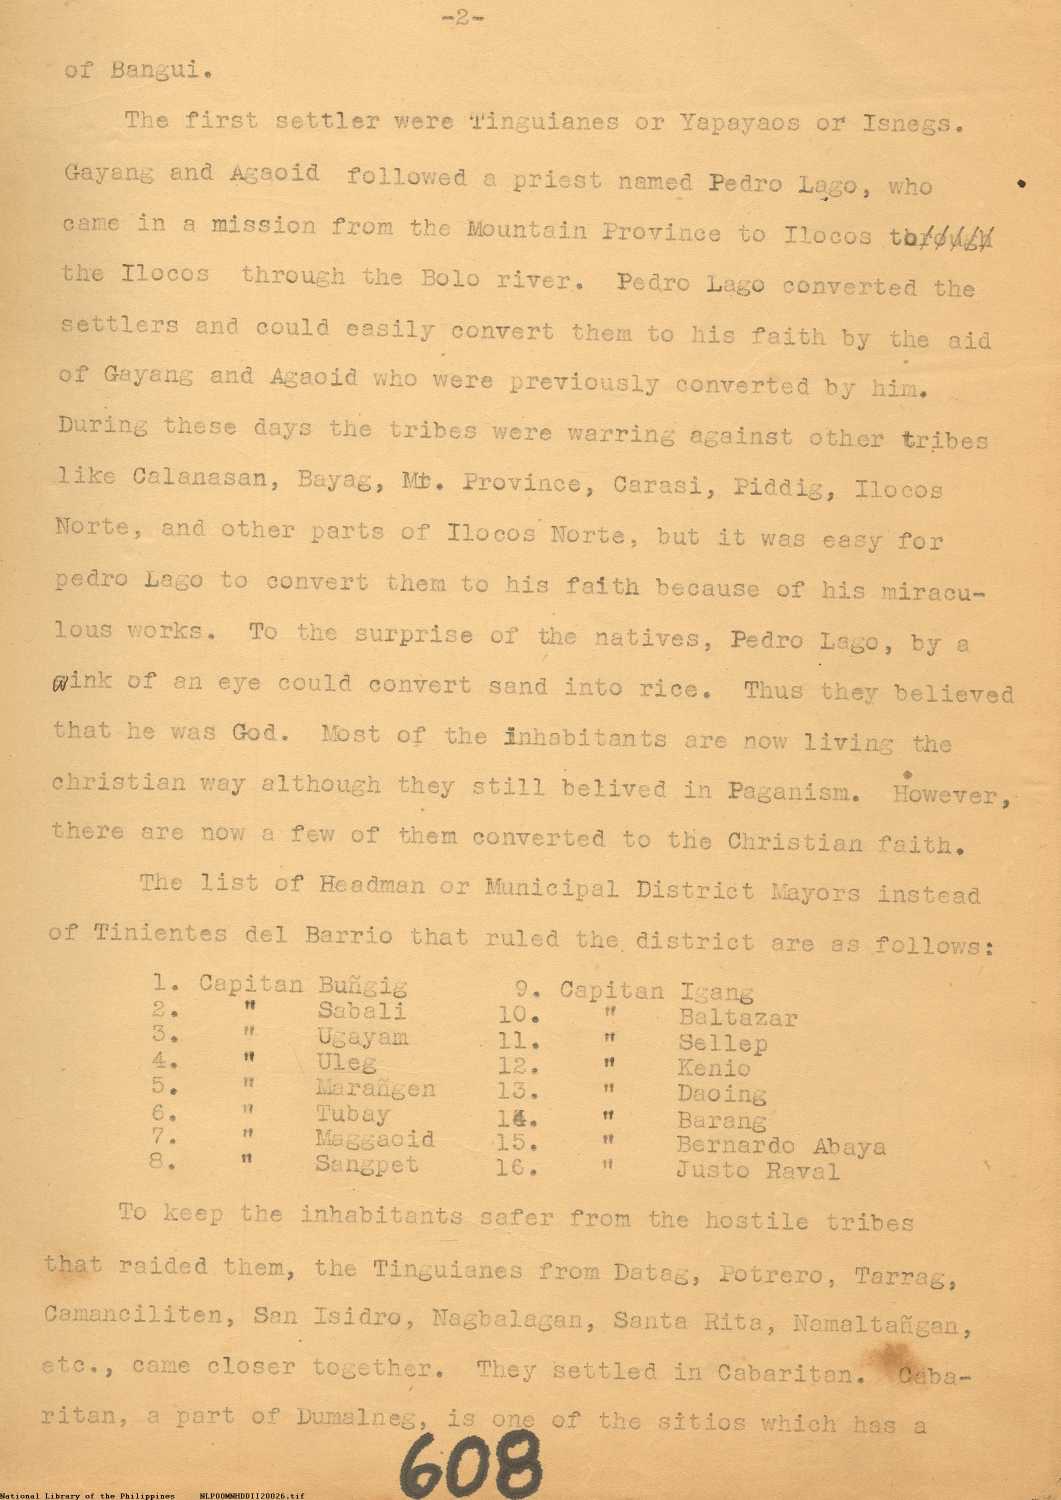 -2-
of Bangui.
The first settler were Tinguianes or Yapayaos or Isnegs.
Gayang and Agaoid followed a priest named Pedro Lago, who
came in a mission from the Mountain Province to Ilocos through
the Ilocos through the Bolo river. Pedro Lago converted the
settlers and could easily convert them to his faith by the aid
of Gayang and Agaoid who were previously converted by him.
During these days the tribes were warring against other tribes
like Calanasan, Bayag, Mt. Province, Carasi, Piddig, Ilocos
Norte, and other parts of Ilocos Norte, but it was easy for
pedro Lago to convert them to his faith because of his miracu-
lous works. To the surprise of the natives, Pedro Lago, by a
wink of an eye could convert sand into rice. Thus they believed
that he was God. Most of the inhabitants are now living the
christian way although they still belived in Paganism. However,
there are now a few of them converted to the Christian faith.
The list of Headman or Municipal District Mayors instead
of Tinientes del Barrio that ruled the district are as follows:
1. Capitan Buñgig 9. Capitan Igang
2. " Sabali 10. " Baltazar
3. " Ugayam 11. " Sellep
4. " Uleg 12. " Kenio
5. " Marañgen 13. " Daoing
6. " Tubay 14. " Barang
7. " Maggaoid 15. " Bernardo Abaya
8. " Sangpet 16. " Justo Raval
To keep the inhabitants safer from the hostile tribes
that raided them, the Tinguianes from Datag, Potrero, Tarrag,
Camanciliten, San Isidro, Nagbalagan, Santa Rita, Namaltañgan,
etc., came closer together. They settled in Cabaritan. Caba-
ritan, a part of Dumalneg, is one of the sitios which has a
608
National Library of the Philippines NLPOOMNHDDII20026.tif